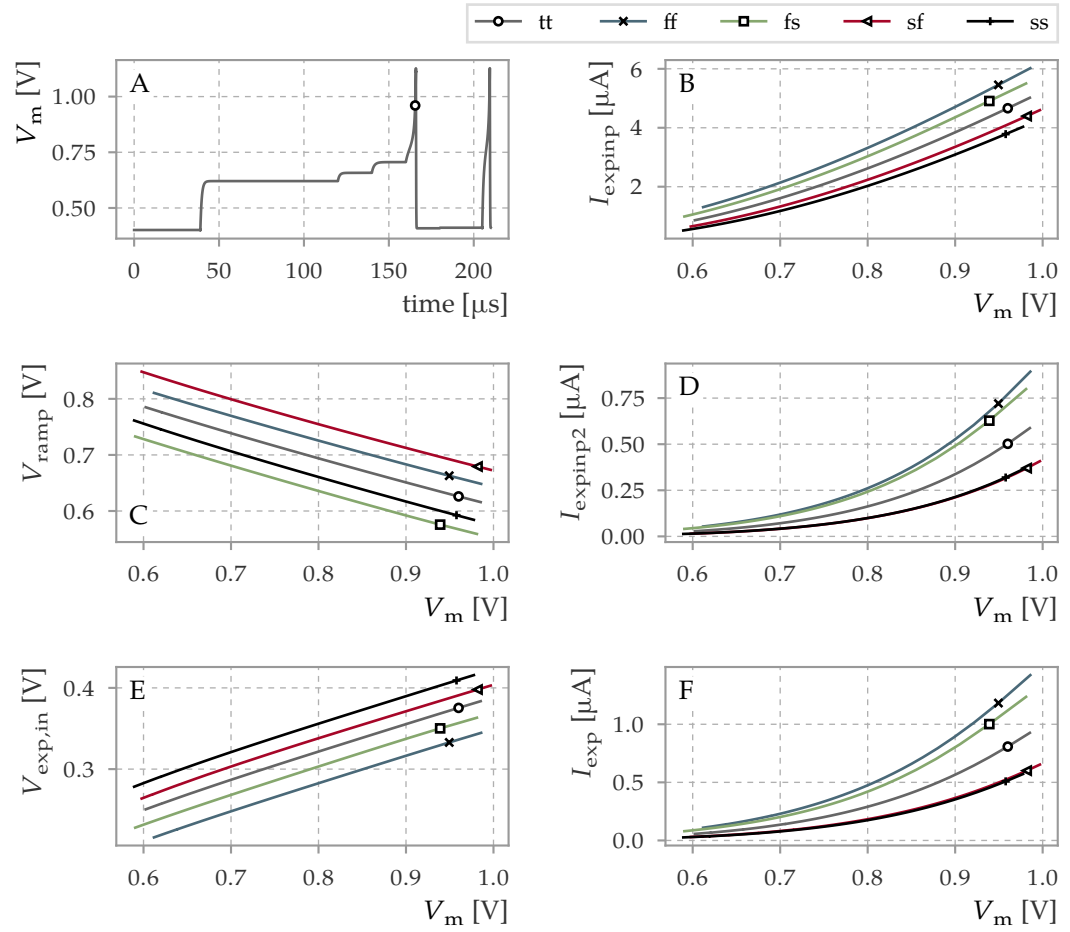 tt ff fs sf ss
A
V_m [V]
1.00
0.75
0.50
0 50 100 150 200
time [μs]
B
I_expinp [μA]
6
4
2
0.6 0.7 0.8 0.9 1.0
V_m [V]
C
V_ramp [V]
0.8
0.7
0.6
0.6 0.7 0.8 0.9 1.0
V_m [V]
D
I_expinp2 [μA]
0.75
0.50
0.25
0.00
0.6 0.7 0.8 0.9 1.0
V_m [V]
E
V_exp,in [V]
0.4
0.3
0.6 0.7 0.8 0.9 1.0
V_m [V]
F
I_exp [μA]
1.0
0.5
0.0
0.6 0.7 0.8 0.9 1.0
V_m [V]